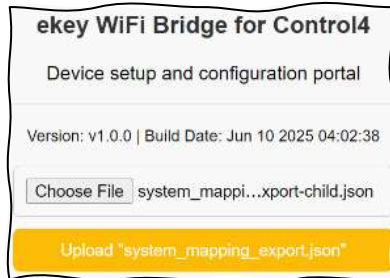 ekey WiFi Bridge for Control4
Device setup and configuration portal
Version: v1.0.0 | Build Date: Jun 10 2025 04:02:38
Choose File system_mappi...xport-child.json
Upload "system_mapping_export.json"